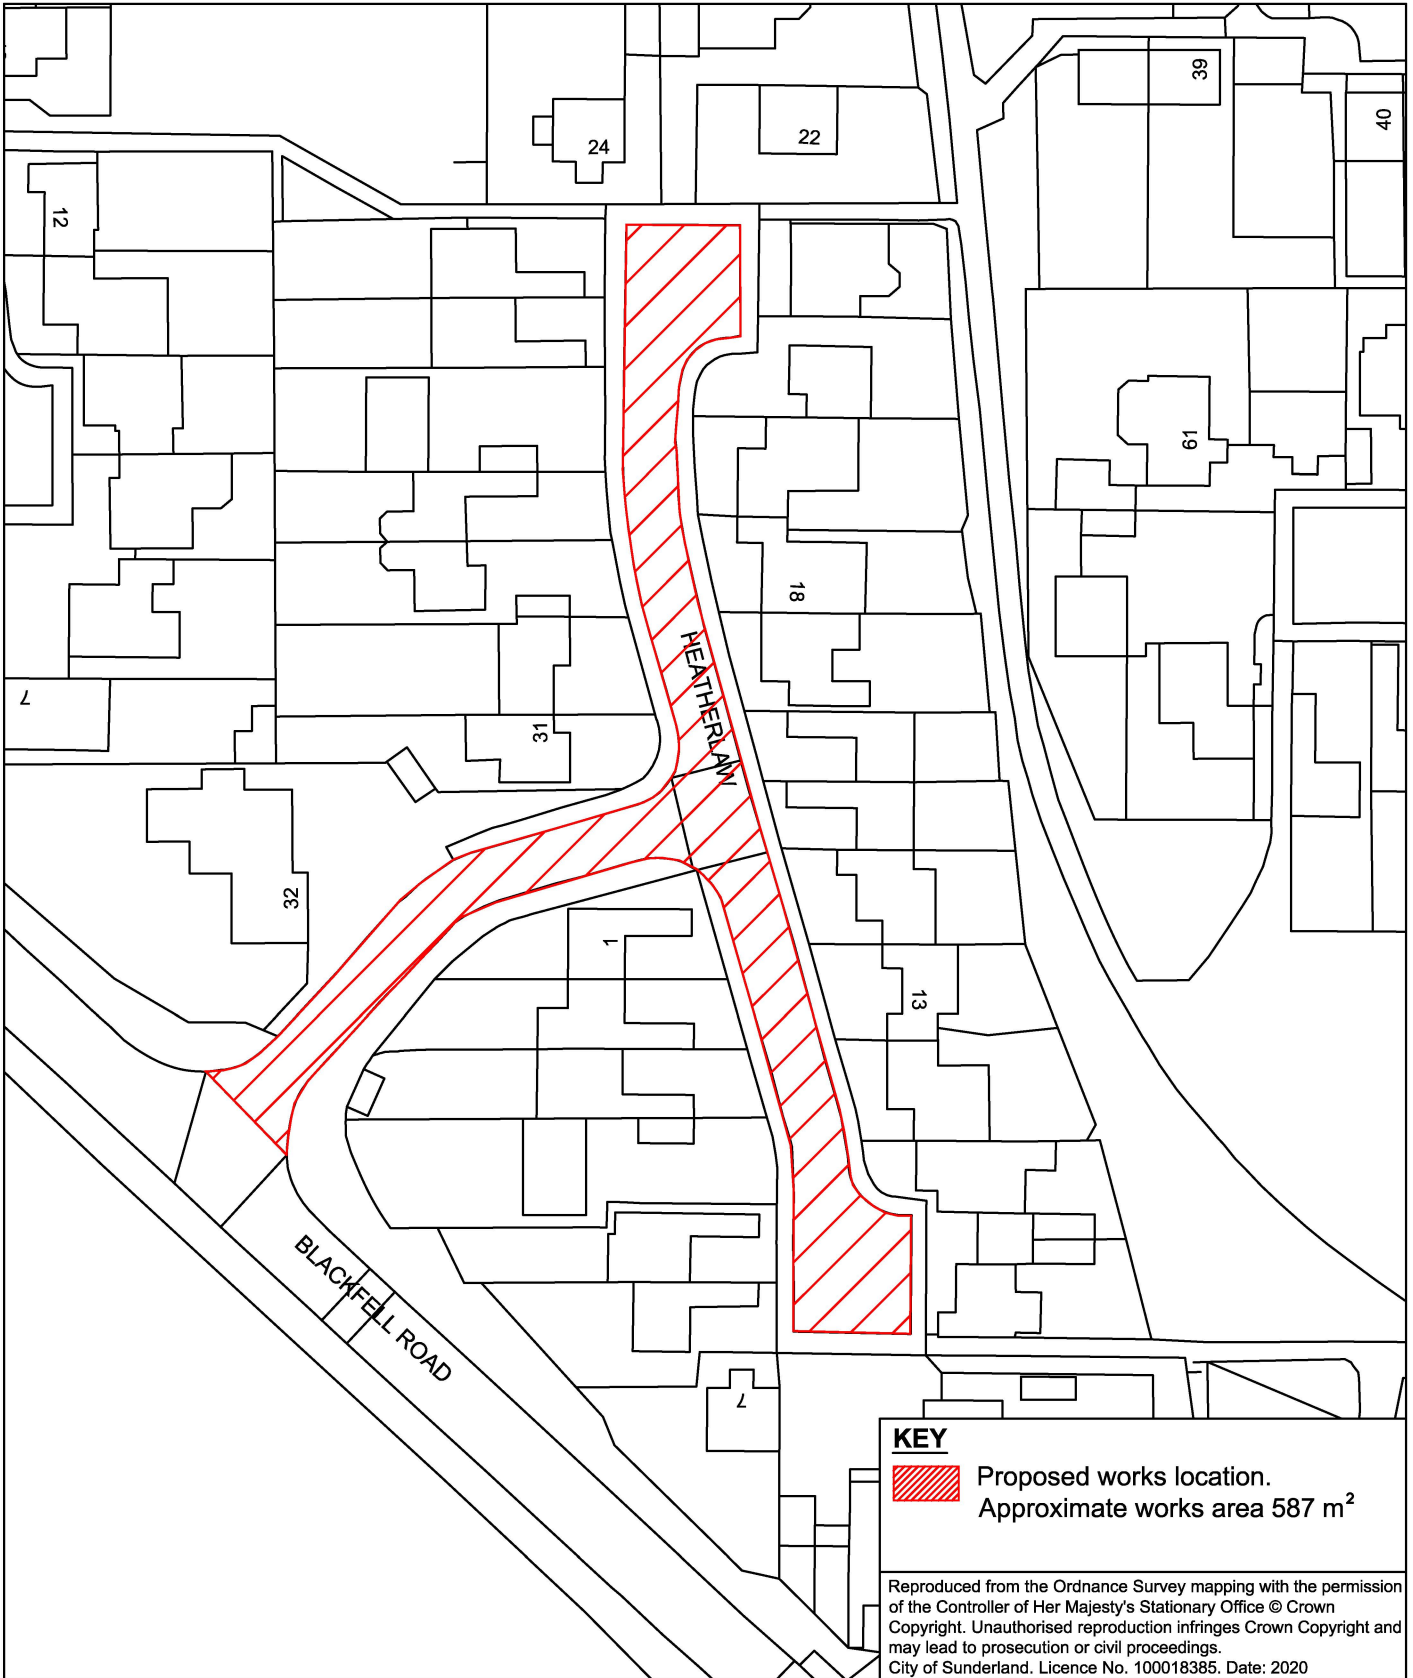 39
40
22
24
12
61
18
HEATHERLAW
7
31
32
1
13
BLACKFELL ROAD
7
KEY
Proposed works location.
Approximate works area 587 m²
Reproduced from the Ordnance Survey mapping with the permission
of the Controller of Her Majesty's Stationary Office © Crown
Copyright. Unauthorised reproduction infringes Crown Copyright and
may lead to prosecution or civil proceedings.
City of Sunderland. Licence No. 100018385. Date: 2020